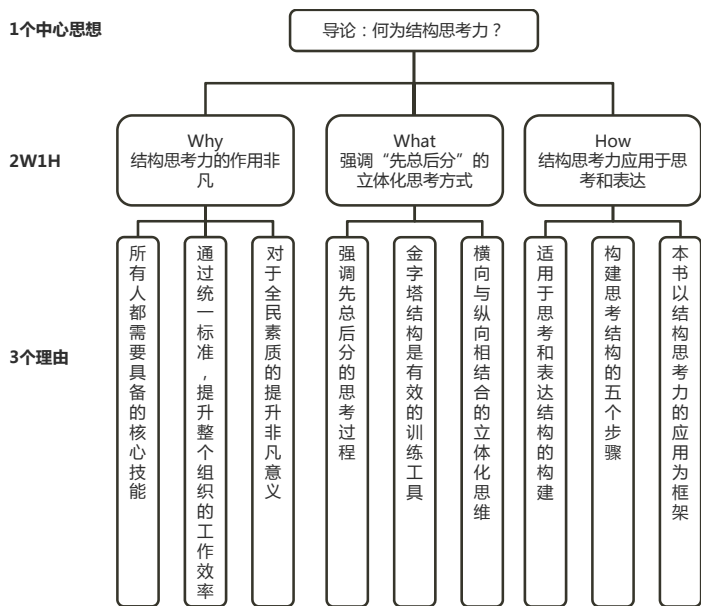 1个中心思想
导论：何为结构思考力？
2W1H
Why
结构思考力的作用非
凡
What
强调“先总后分”的
立体化思考方式
How
结构思考力应用于思
考和表达
3个理由
所有人都需要具备的核心技能
通过统一标准，提升整个组织的工作效率
对于全民素质的提升非凡意义
强调先总后分的思考过程
金字塔结构是有效的训练工具
横向与纵向相结合的立体化思维
适用于思考和表达结构的构建
构建思考结构的五个步骤
本书以结构思考力的应用为框架